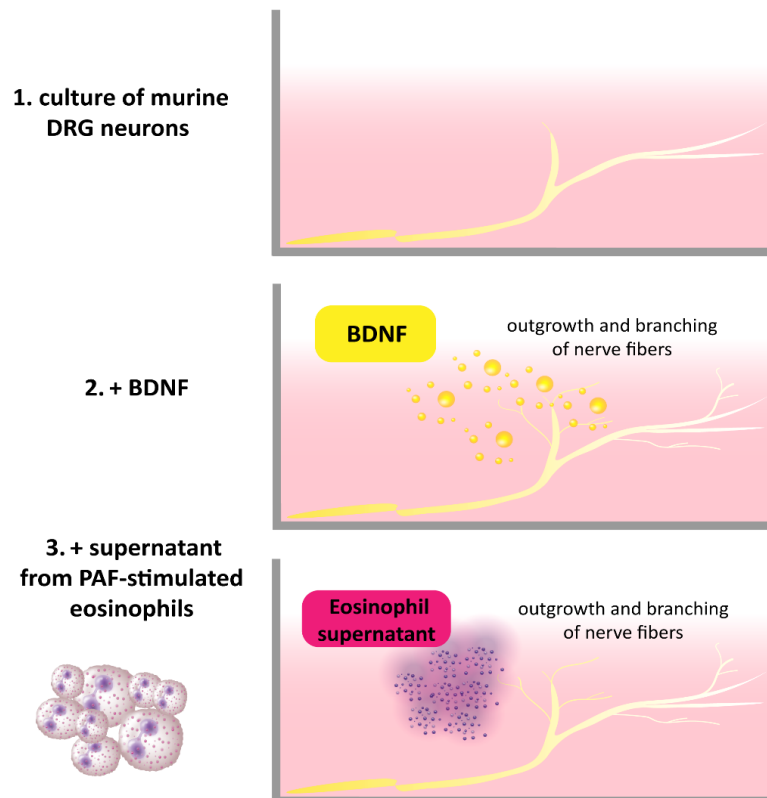 1. culture of murine
DRG neurons
BDNF
outgrowth and branching
of nerve fibers
2. + BDNF
3. + supernatant
from PAF-stimulated
eosinophils
Eosinophil
supernatant
outgrowth and branching
of nerve fibers